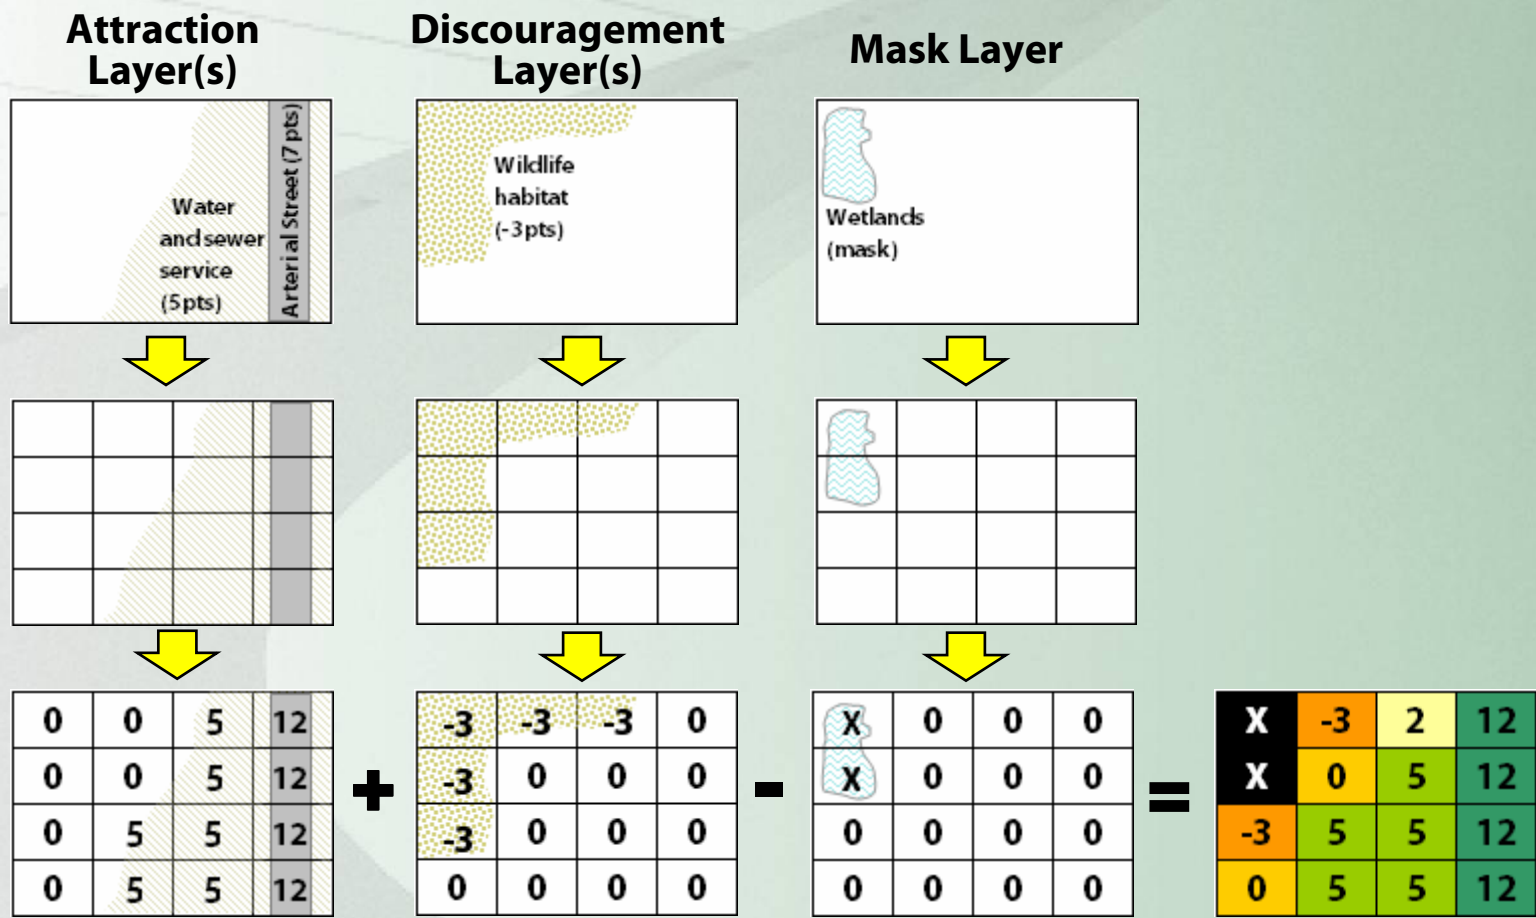 Attraction
Layer(s)
Discouragement
Layer(s)
Mask Layer
Water
and sewer
service
(5pts)
Arterial Street (7 pts)
Wildlife
habitat
(-3pts)
Wetlands
(mask)
0 0 5 12
0 0 5 12
0 5 5 12
0 5 5 12
+
-3 -3 -3 0
-3 0 0 0
-3 0 0 0
0 0 0 0
-
X 0 0 0
X 0 0 0
0 0 0 0
0 0 0 0
=
X -3 2 12
X 0 5 12
-3 5 5 12
0 5 5 12